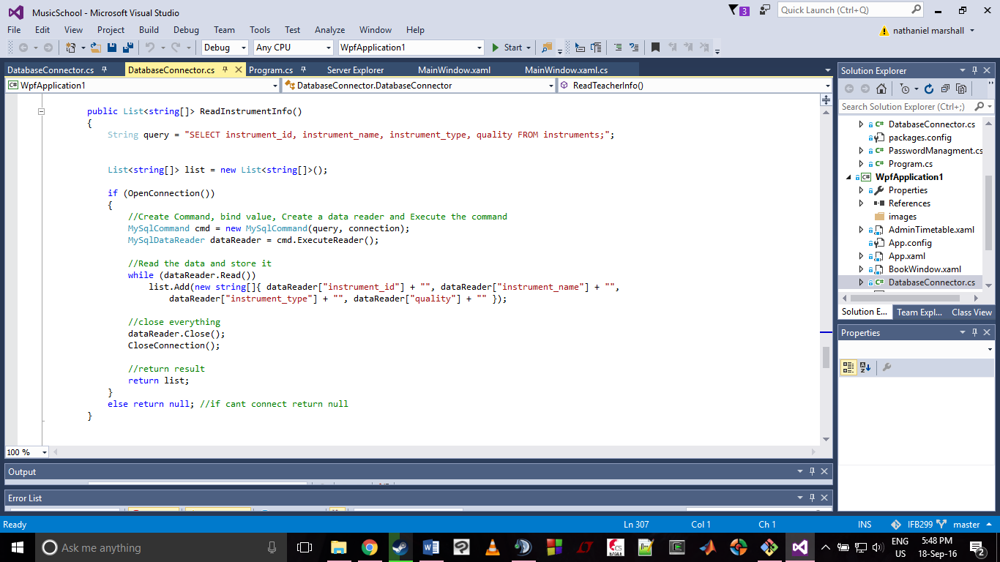 MusicSchool - Microsoft Visual Studio
3
Quick Launch (Ctrl+Q)
File Edit View Project Build Debug Team Tools Test Analyze Window Help
nathaniel marshall
Debug Any CPU WpfApplication1 Start
DatabaseConnector.cs DatabaseConnector.cs Program.cs Server Explorer MainWindow.xaml MainWindow.xaml.cs
C# WpfApplication1 DatabaseConnector.DatabaseConnector ReadTeacherInfo()
public List<string[]> ReadInstrumentInfo()
{
String query = "SELECT instrument_id, instrument_name, instrument_type, quality FROM instruments;";
List<string[]> list = new List<string[]>();
if (OpenConnection())
{
//Create Command, bind value, Create a data reader and Execute the command
MySqlCommand cmd = new MySqlCommand(query, connection);
MySqlDataReader dataReader = cmd.ExecuteReader();
//Read the data and store it
while (dataReader.Read())
list.Add(new string[]{ dataReader["instrument_id"] + "", dataReader["instrument_name"] + "",
dataReader["instrument_type"] + "", dataReader["quality"] + "" });
//close everything
dataReader.Close();
CloseConnection();
//return result
return list;
}
else return null; //if cant connect return null
}
100 %
Output
Error List
Solution Explorer
Search Solution Explorer (Ctrl+;)
C# DatabaseConnector.cs
packages.config
C# PasswordManagment.cs
C# Program.cs
C# WpfApplication1
Properties
References
images
AdminTimetable.xaml
App.config
App.xaml
BookWindow.xaml
C# DatabaseConnector.cs
Solution E... Team Expl... Class View
Properties
Ready Ln 307 Col 1 Ch 1 INS IFB299 master
Ask me anything
CS EAGLE
ENG US
5:48 PM
18-Sep-16
2